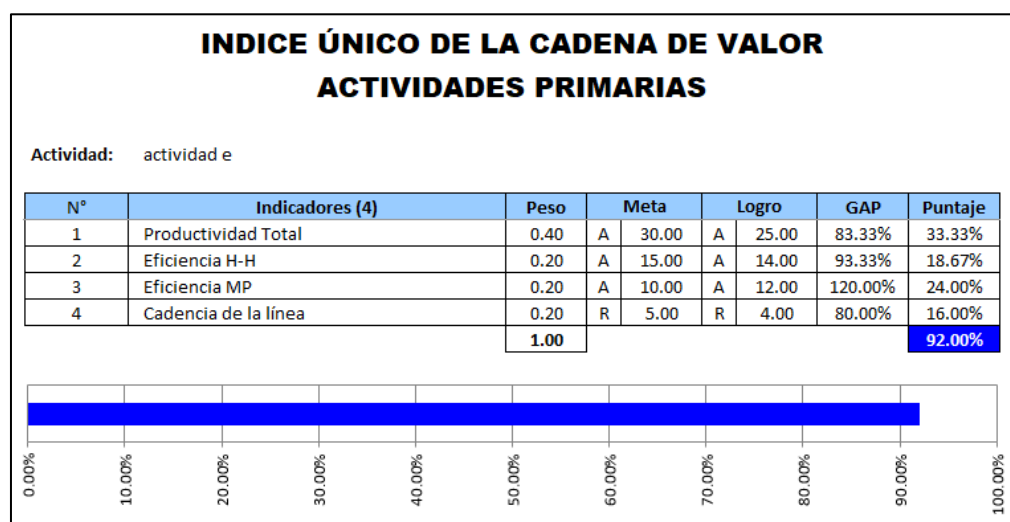 INDICE ÚNICO DE LA CADENA DE VALOR
ACTIVIDADES PRIMARIAS
Actividad: actividad e
N° Indicadores (4) Peso Meta Logro GAP Puntaje
1 Productividad Total 0.40 A 30.00 A 25.00 83.33% 33.33%
2 Eficiencia H-H 0.20 A 15.00 A 14.00 93.33% 18.67%
3 Eficiencia MP 0.20 A 10.00 A 12.00 120.00% 24.00%
4 Cadencia de la línea 0.20 R 5.00 R 4.00 80.00% 16.00%
1.00 92.00%
0.00% 10.00% 20.00% 30.00% 40.00% 50.00% 60.00% 70.00% 80.00% 90.00% 100.00%